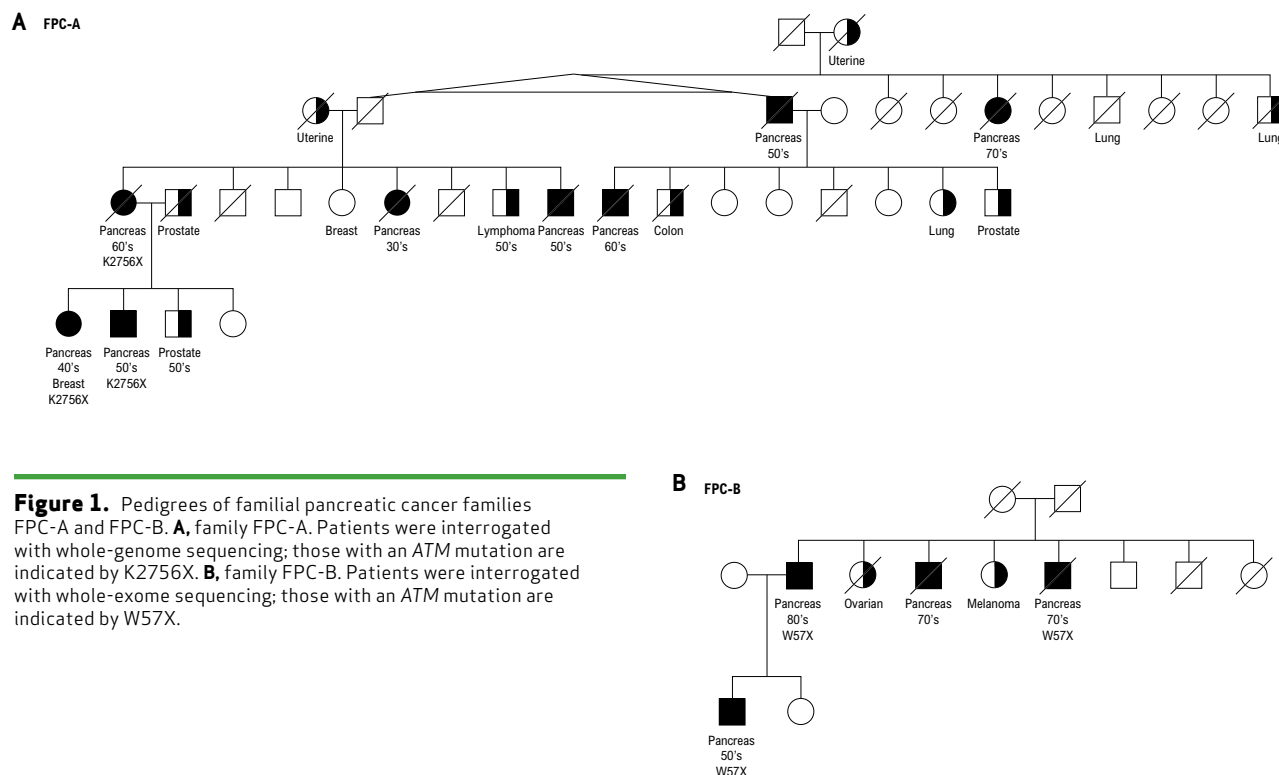 A FPC-A
Uterine
Uterine
Pancreas
50's
Pancreas
70's
Lung
Lung
Pancreas
60's
K2756X
Prostate
Breast
Pancreas
30's
Lymphoma
50's
Pancreas
50's
Pancreas
60's
Colon
Lung
Prostate
Pancreas
40's
Breast
K2756X
Pancreas
50's
K2756X
Prostate
50's
Figure 1. Pedigrees of familial pancreatic cancer families
FPC-A and FPC-B. A, family FPC-A. Patients were interrogated
with whole-genome sequencing; those with an ATM mutation are
indicated by K2756X. B, family FPC-B. Patients were interrogated
with whole-exome sequencing; those with an ATM mutation are
indicated by W57X.
B FPC-B
Pancreas
80's
W57X
Ovarian
Pancreas
70's
Melanoma
Pancreas
70's
W57X
Pancreas
50's
W57X